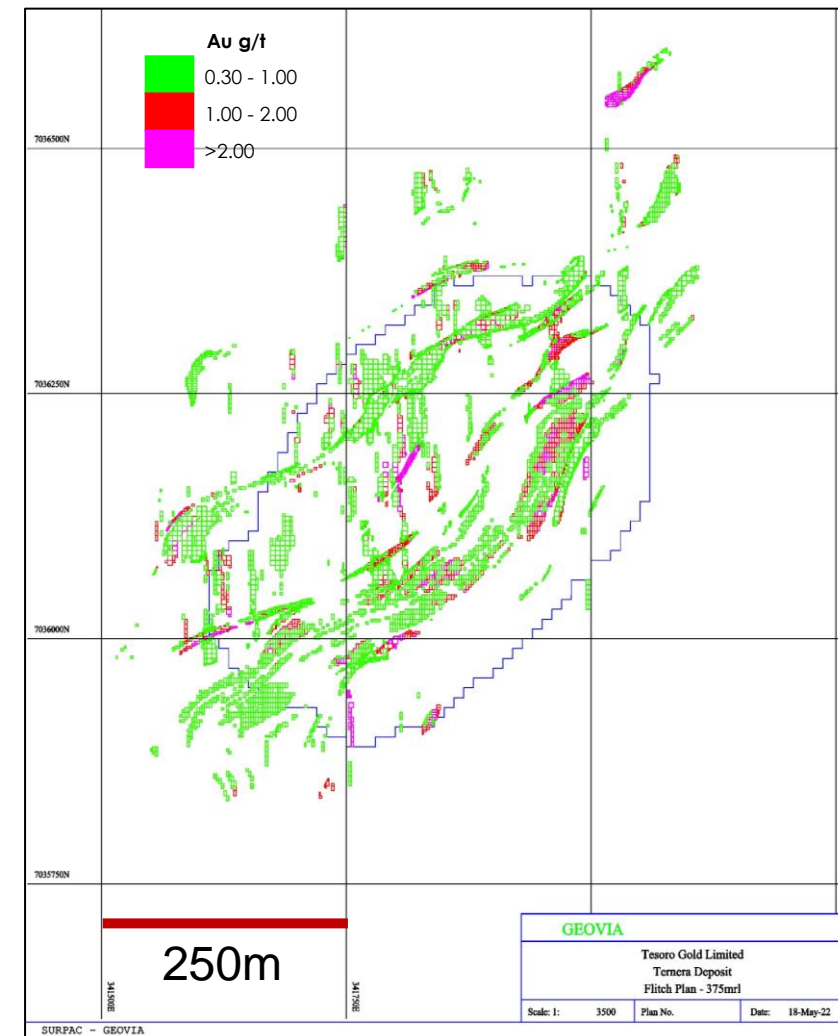 Au g/t
0.30 - 1.00
1.00 - 2.00
>2.00
7036500N
7036250N
7036000N
7035750N
250m
341500E
341750E
GEOVIA
Tesoro Gold Limited
Ternera Deposit
Flitch Plan - 375mrl
Scale: 1: 3500 Plan No. Date: 18-May-22
SURPAC - GEOVIA